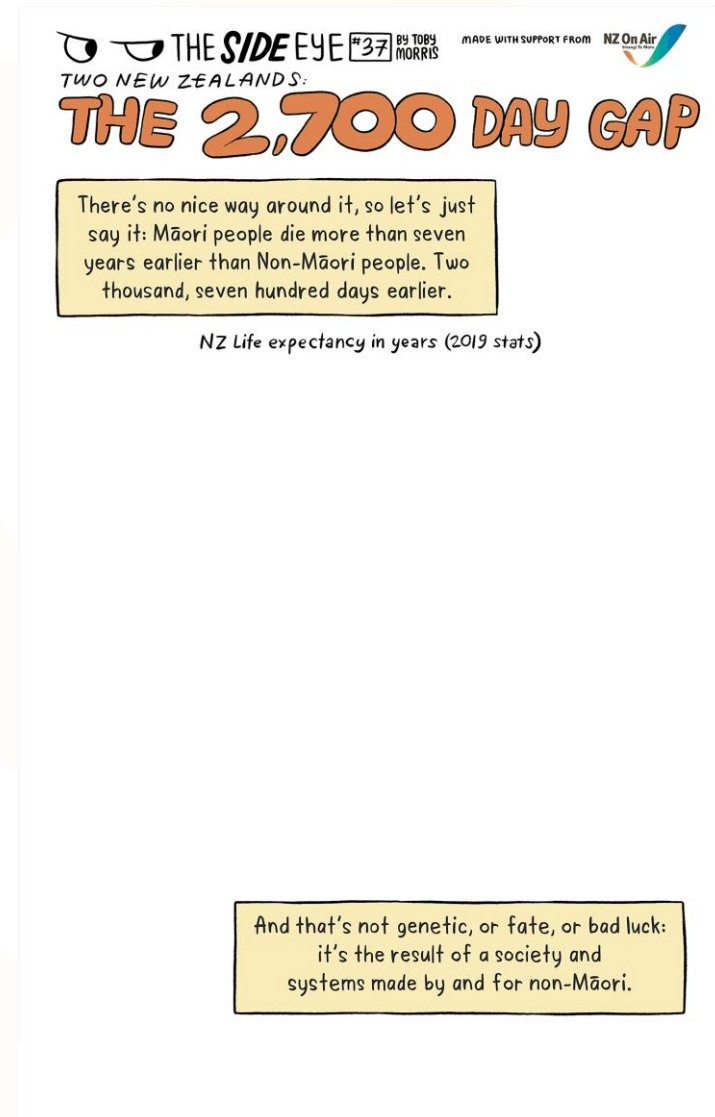 THE SIDE EYE #37 BY TOBY MORRIS
MADE WITH SUPPORT FROM NZ On Air
Irirangi Te Motu
TWO NEW ZEALANDS:
THE 2,700 DAY GAP
There's no nice way around it, so let's just
say it: Māori people die more than seven
years earlier than Non-Māori people. Two
thousand, seven hundred days earlier.
NZ Life expectancy in years (2019 stats)
And that's not genetic, or fate, or bad luck:
it's the result of a society and
systems made by and for non-Māori.